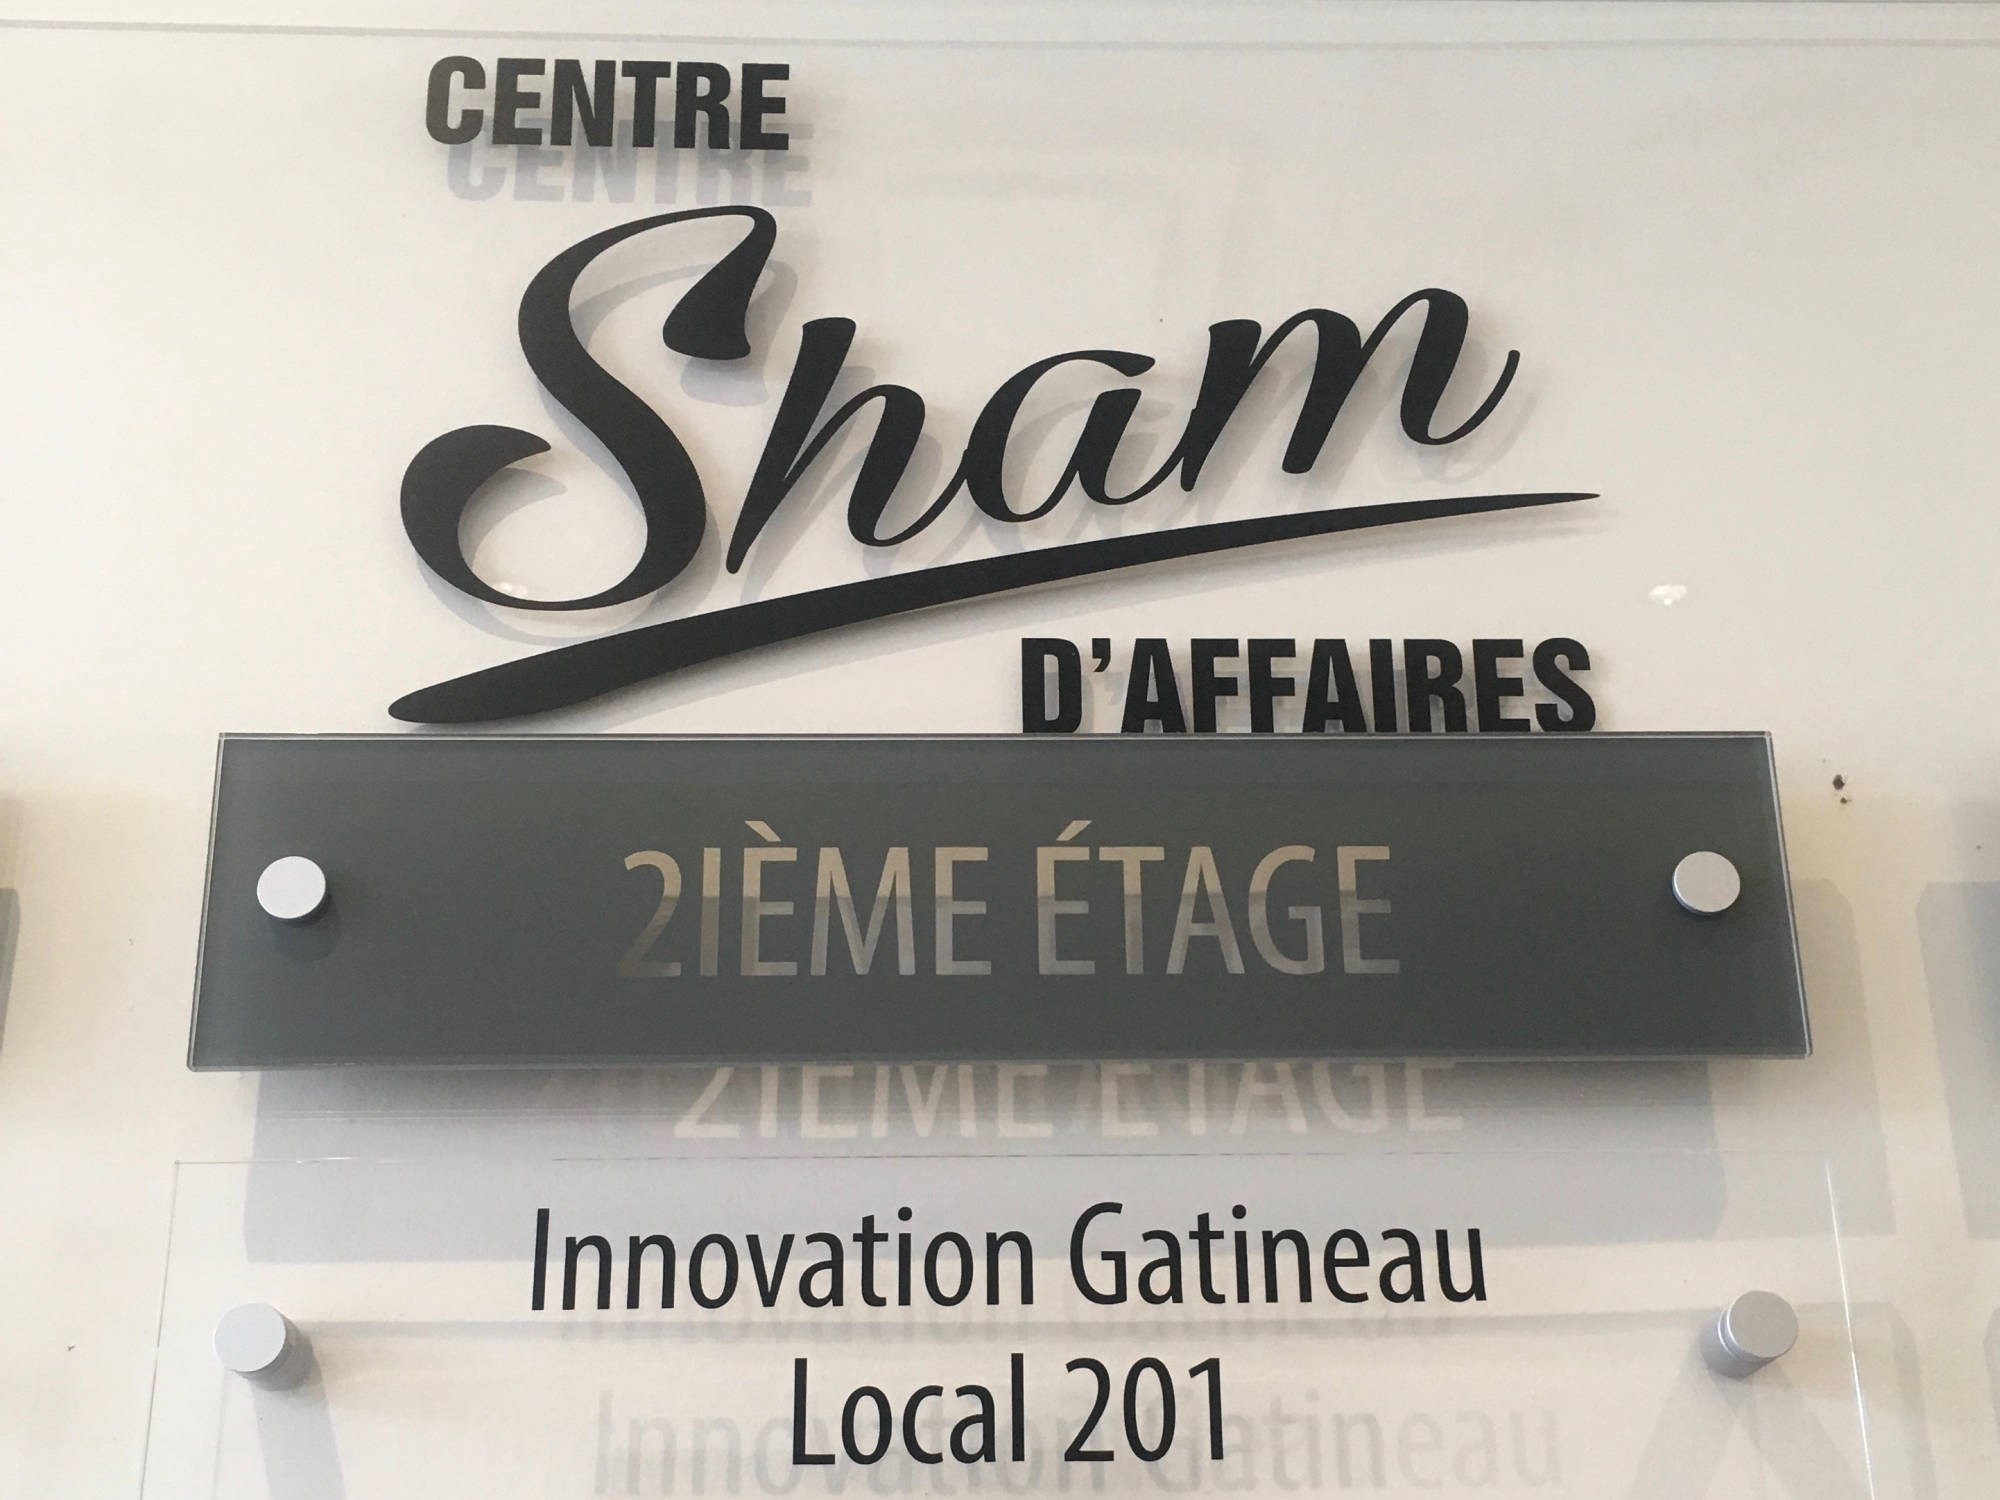 CENTRE
Sham
D'AFFAIRES
2IÈME ÉTAGE
Innovation Gatineau
Local 201